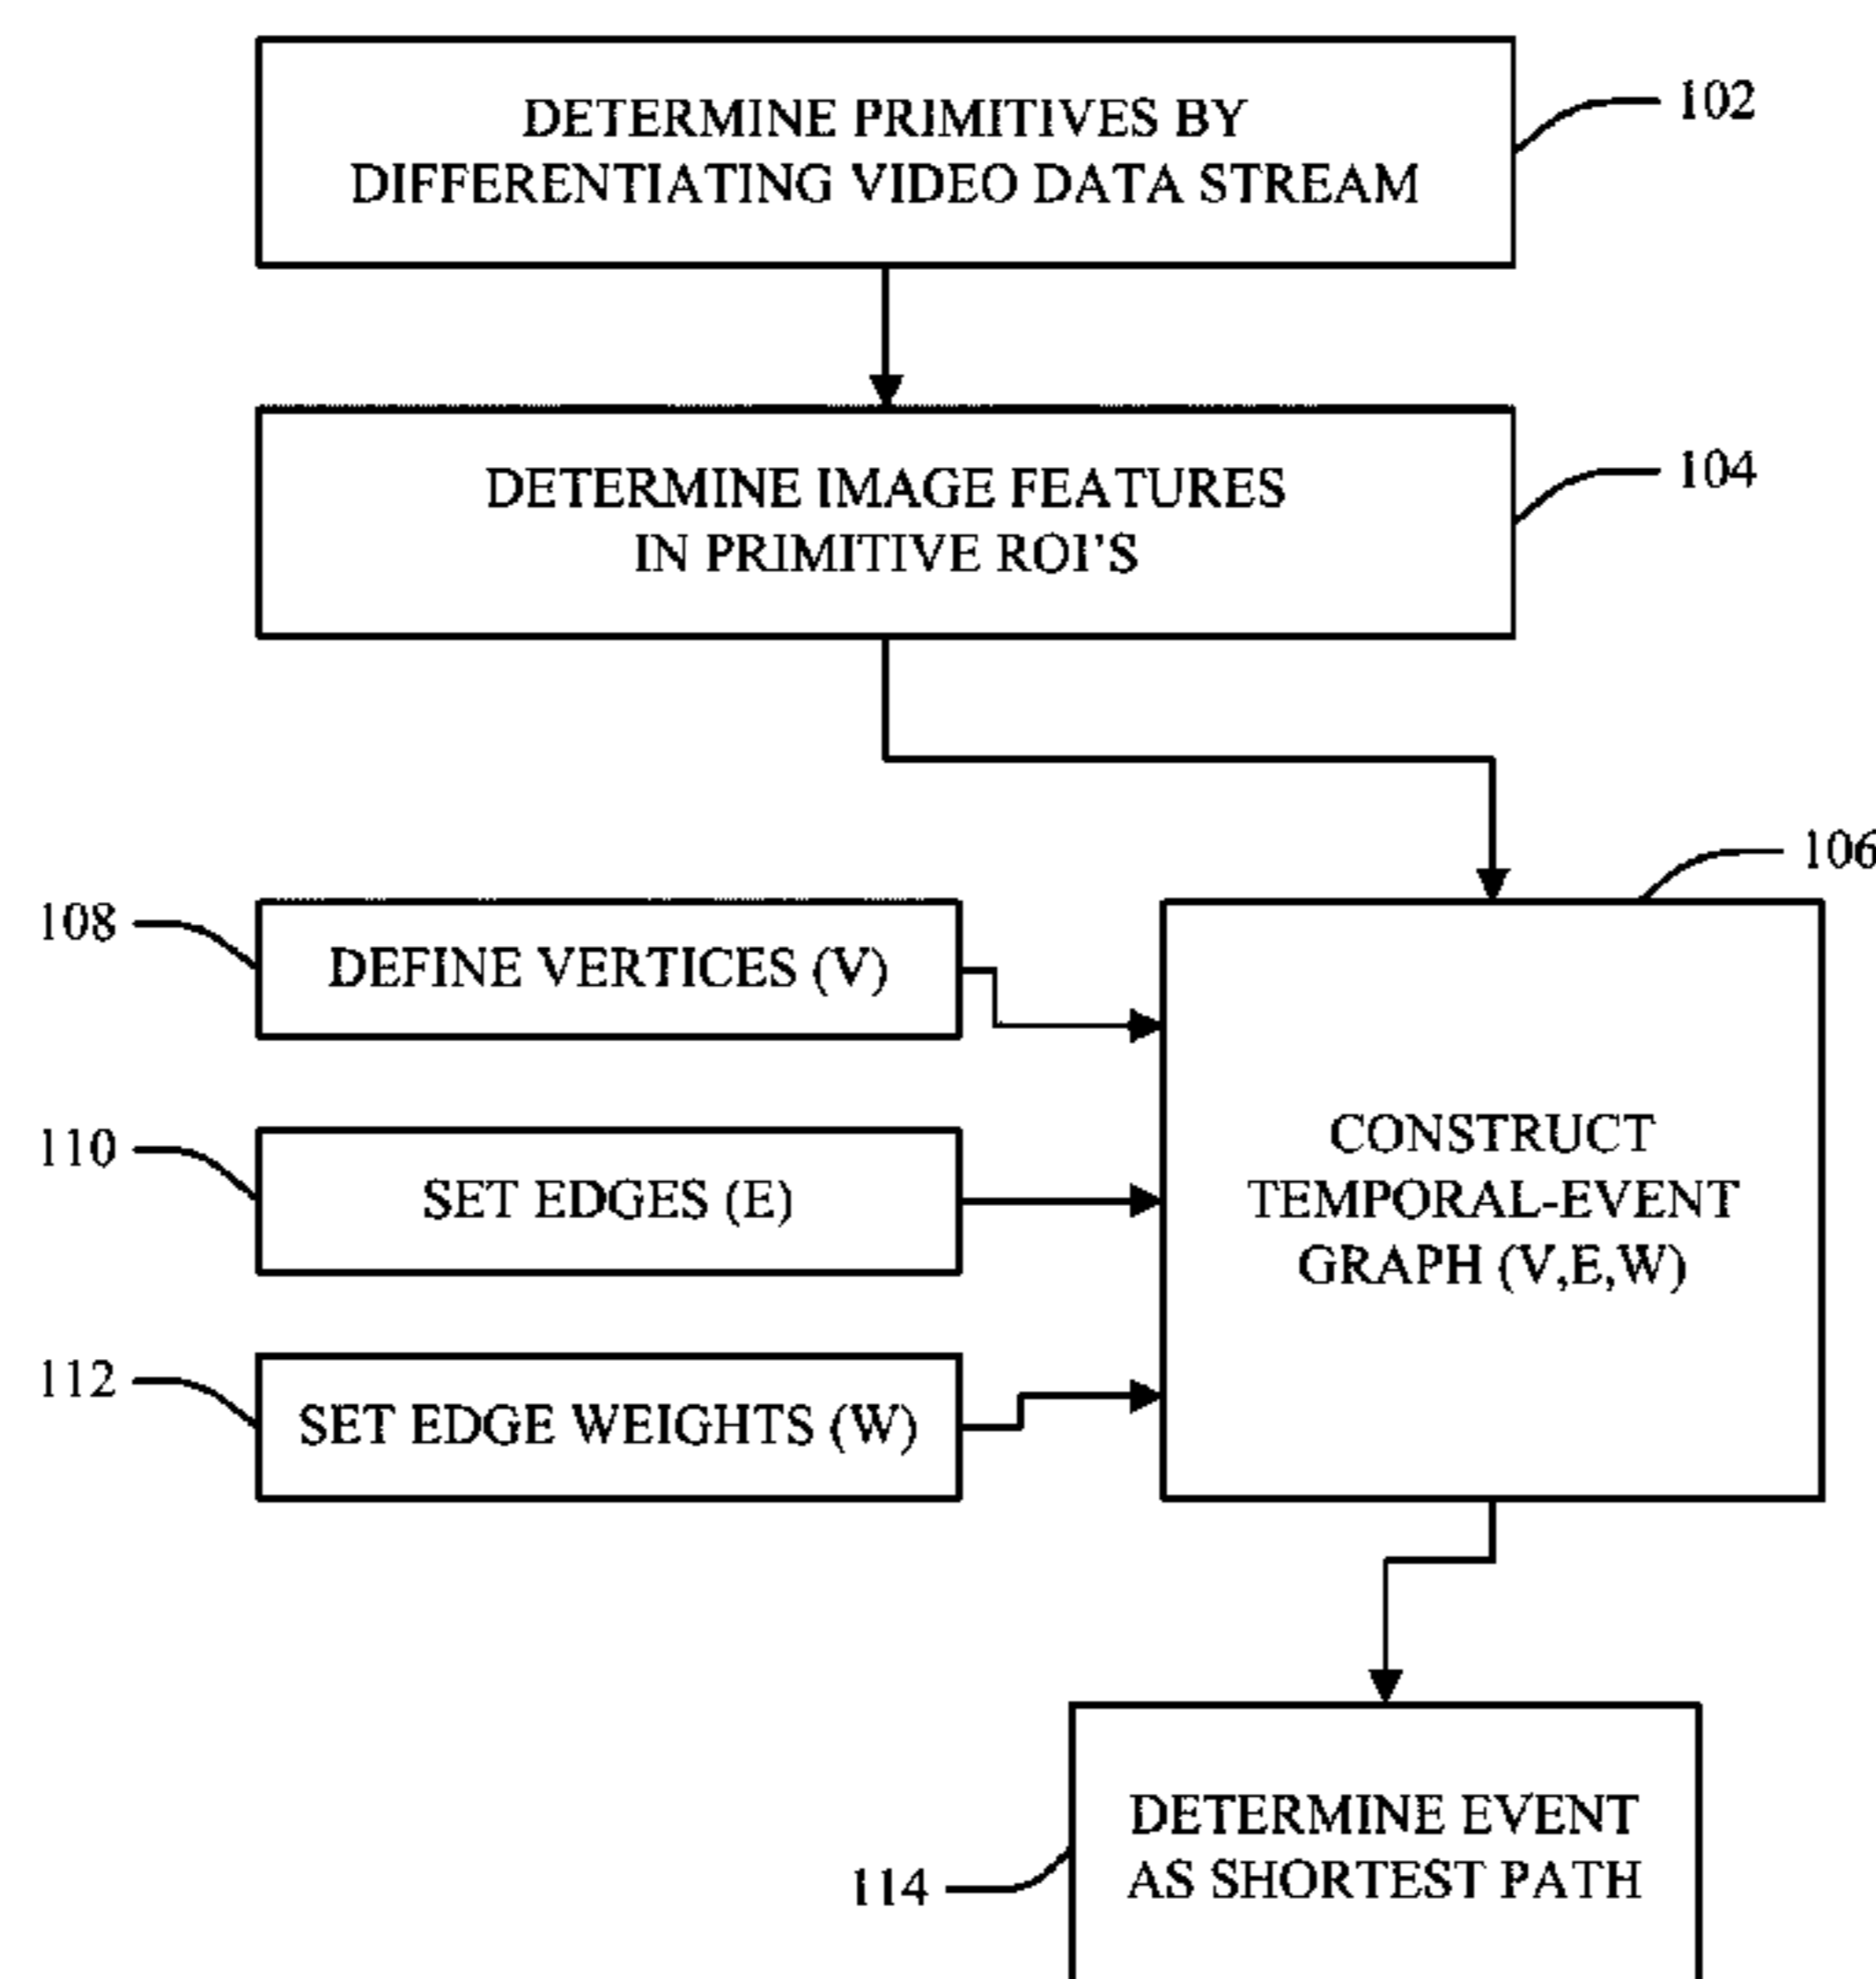 DETERMINE PRIMITIVES BY
DIFFERENTIATING VIDEO DATA STREAM
102
DETERMINE IMAGE FEATURES
IN PRIMITIVE ROI'S
104
106
108
DEFINE VERTICES (V)
110
SET EDGES (E)
112
SET EDGE WEIGHTS (W)
CONSTRUCT
TEMPORAL-EVENT
GRAPH (V,E,W)
DETERMINE EVENT
AS SHORTEST PATH
114